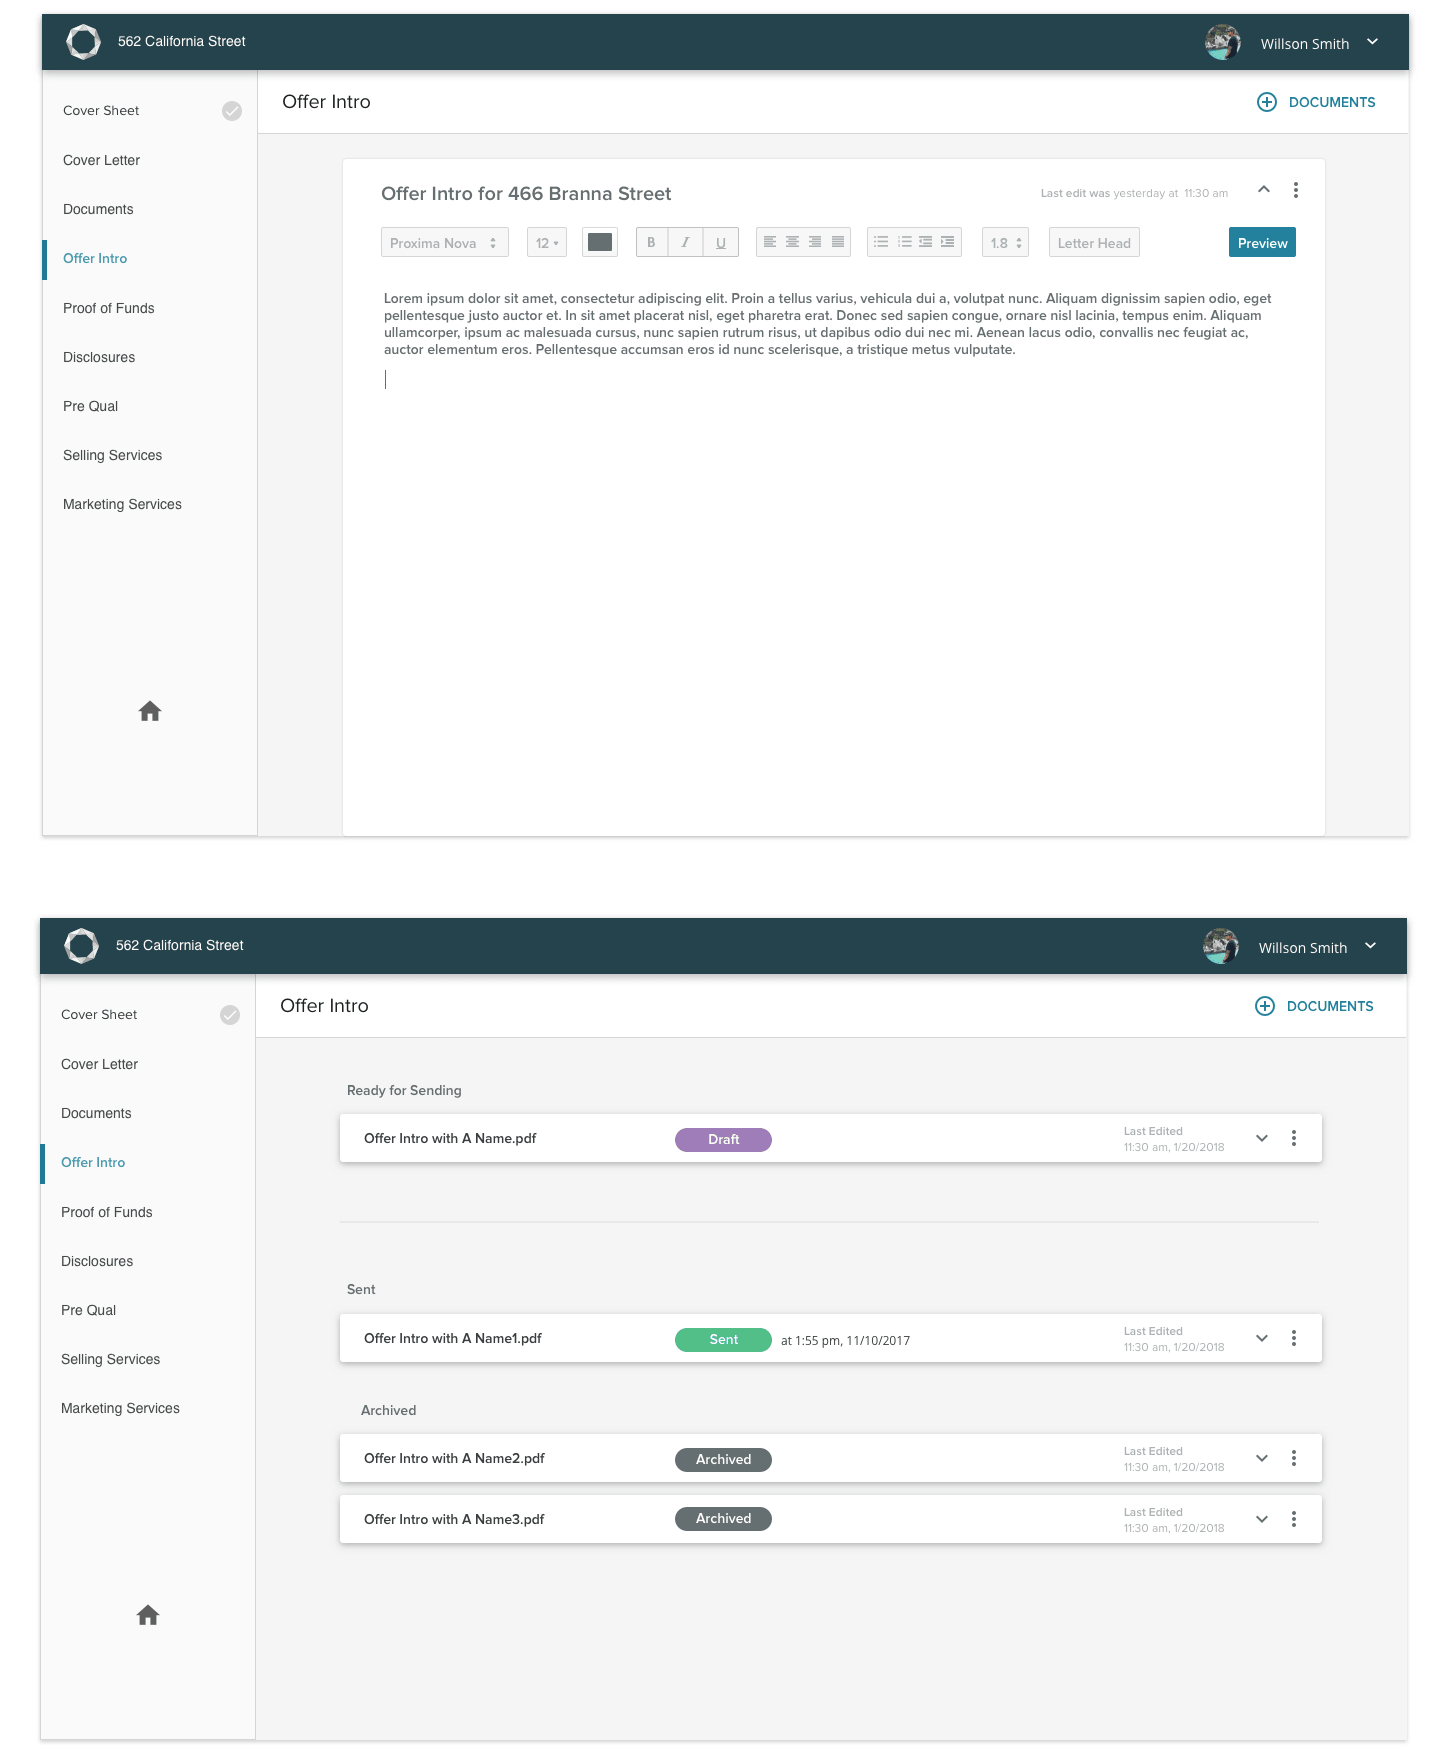 562 California Street
Willson Smith
Cover Sheet
Cover Letter
Documents
Offer Intro
Proof of Funds
Disclosures
Pre Qual
Selling Services
Marketing Services
Offer Intro
DOCUMENTS
Offer Intro for 466 Branna Street
Last edit was yesterday at 11:30 am
Proxima Nova
12
B I U
1.8
Letter Head
Preview
Lorem ipsum dolor sit amet, consectetur adipiscing elit. Proin a tellus varius, vehicula dui a, volutpat nunc. Aliquam dignissim sapien odio, eget
pellentesque justo auctor et. In sit amet placerat nisl, eget pharetra erat. Donec sed sapien congue, ornare nisl lacinia, tempus enim. Aliquam
ullamcorper, ipsum ac malesuada cursus, nunc sapien rutrum risus, ut dapibus odio dui nec mi. Aenean lacus odio, convallis nec feugiat ac,
auctor elementum eros. Pellentesque accumsan eros id nunc scelerisque, a tristique metus vulputate.
562 California Street
Willson Smith
Cover Sheet
Cover Letter
Documents
Offer Intro
Proof of Funds
Disclosures
Pre Qual
Selling Services
Marketing Services
Offer Intro
DOCUMENTS
Ready for Sending
Offer Intro with A Name.pdf
Draft
Last Edited
11:30 am, 1/20/2018
Sent
Offer Intro with A Name1.pdf
Sent
at 1:55 pm, 11/10/2017
Last Edited
11:30 am, 1/20/2018
Archived
Offer Intro with A Name2.pdf
Archived
Last Edited
11:30 am, 1/20/2018
Offer Intro with A Name3.pdf
Archived
Last Edited
11:30 am, 1/20/2018